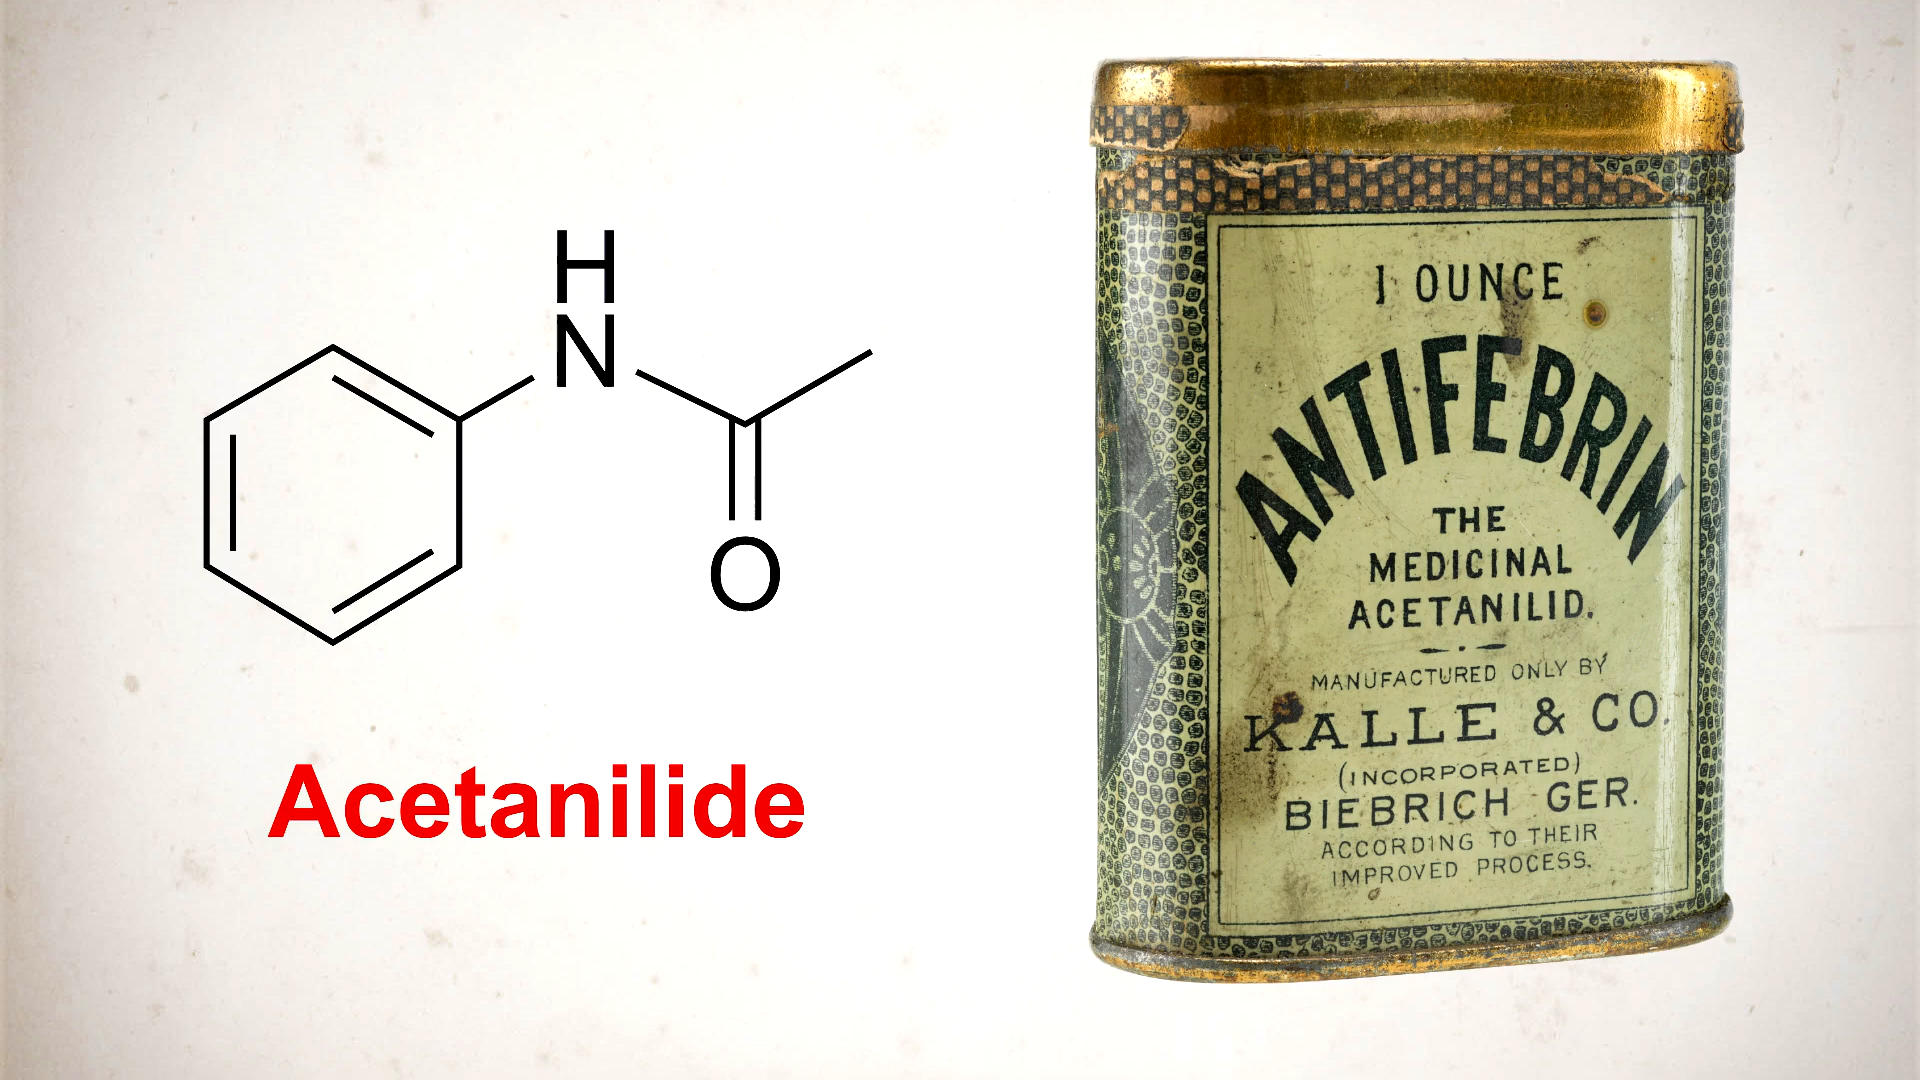 H
N
O
Acetanilide
1 OUNCE
ANTIFEBRIN
THE
MEDICINAL
ACETANILID.
MANUFACTURED ONLY BY
KALLE & CO.
(INCORPORATED)
BIEBRICH GER.
ACCORDING TO THEIR
IMPROVED PROCESS.